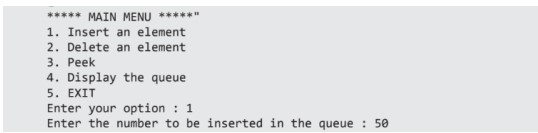 ***** MAIN MENU *****"
1. Insert an element
2. Delete an element
3. Peek
4. Display the queue
5. EXIT
Enter your option : 1
Enter the number to be inserted in the queue : 50